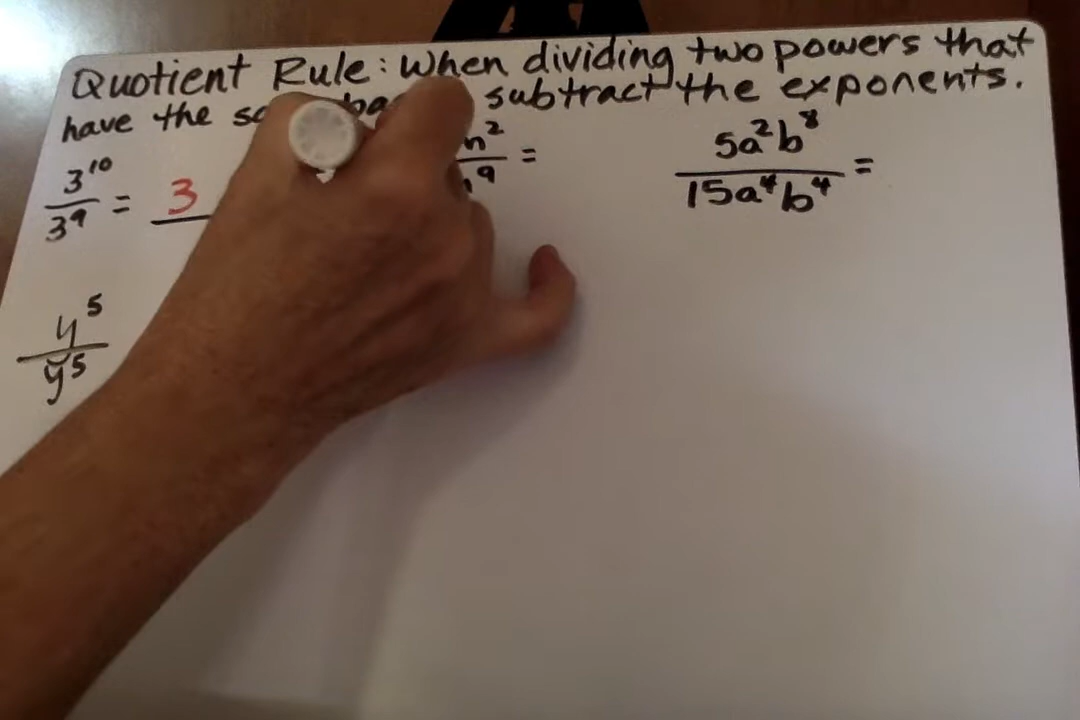 Quotient Rule: When dividing two powers that
have the subtract the exponents.
3^10 / 3^9 = 3
n^2 / ^9 =
5a^2b^8 / 15a^4b^4 =
y^5 / y^5